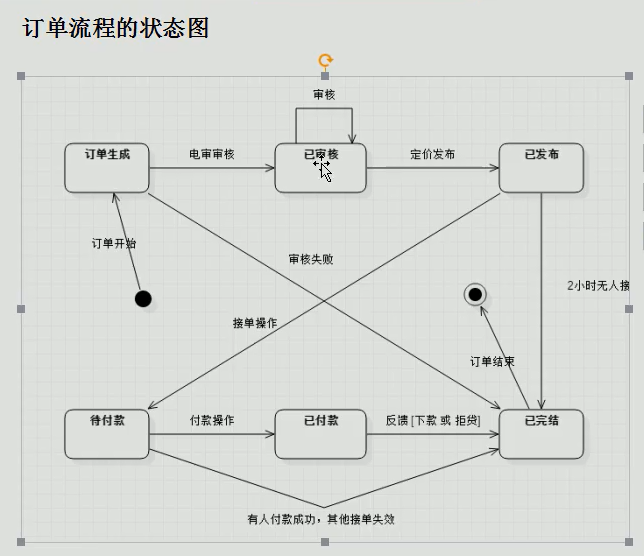 订单流程的状态图
审核
订单生成
电审审核
已审核
定价发布
已发布
订单开始
审核失败
2小时无人接
接单操作
订单结束
待付款
付款操作
已付款
反馈 [下款 或 拒贷]
已完结
有人付款成功，其他接单失效